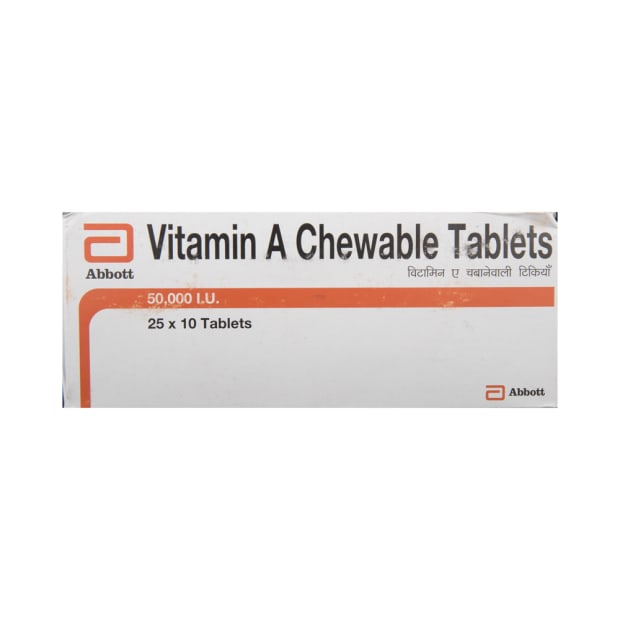 Vitamin A Chewable Tablets
Abbott
विटामिन ए चबानेवाली टिकियाँ
50,000 I.U.
25 x 10 Tablets
Abbott